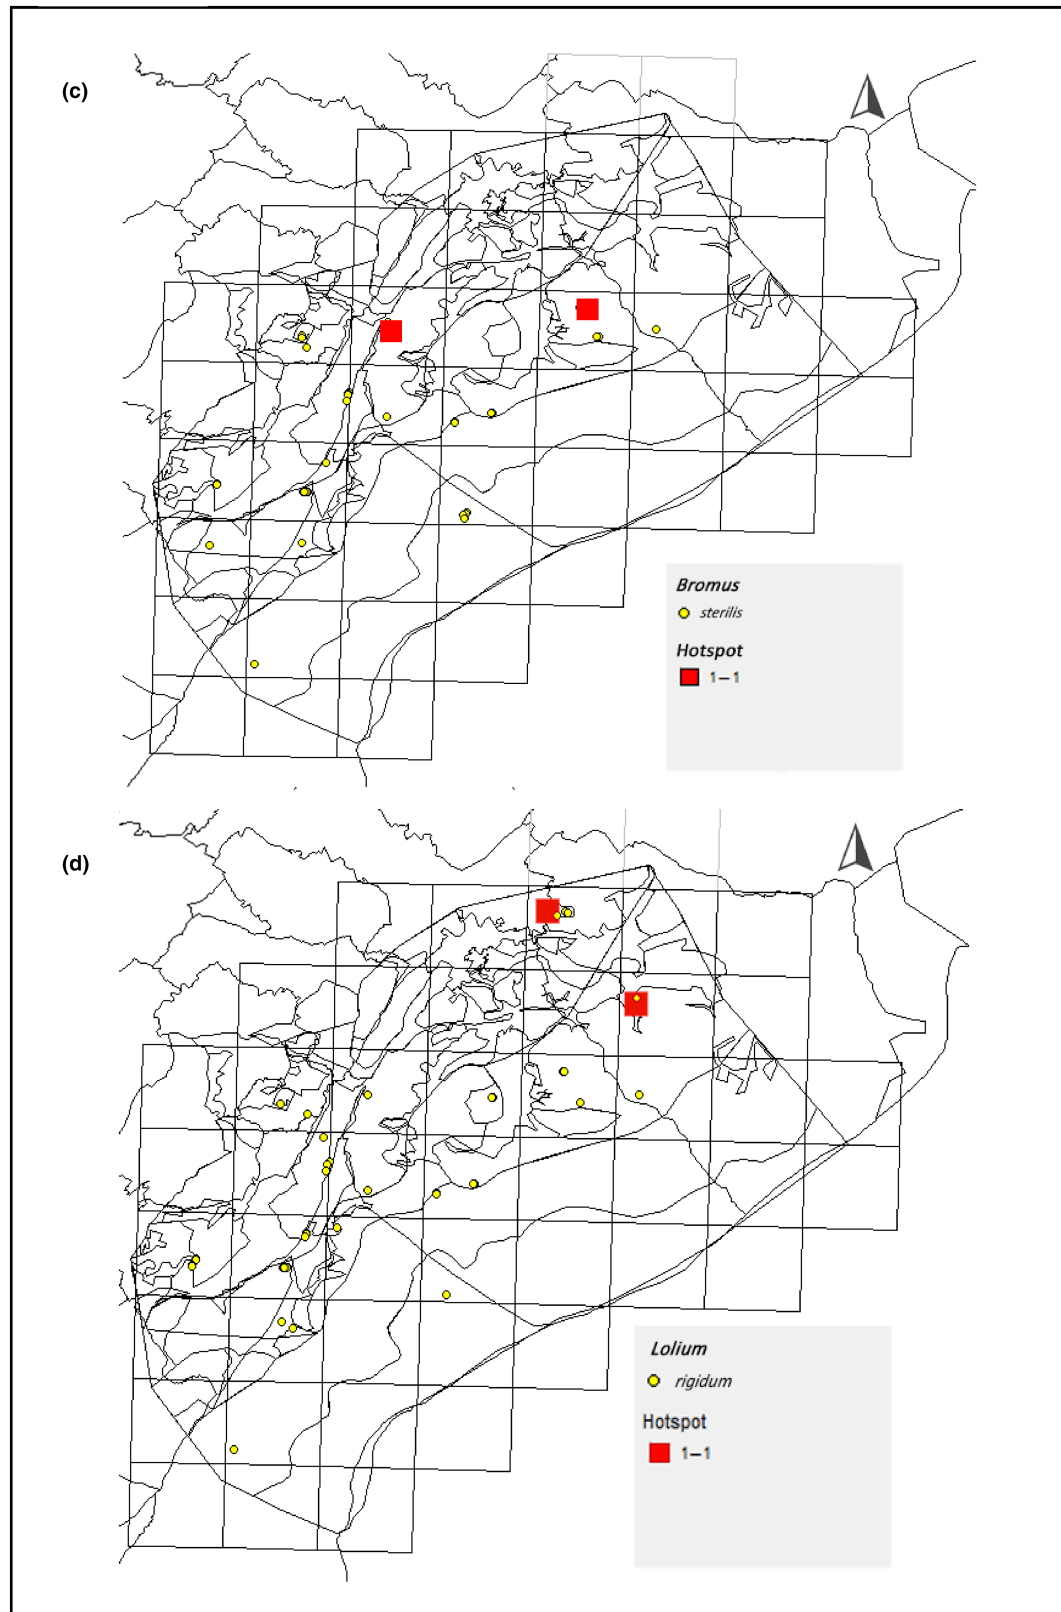 (c)
Bromus
sterilis
Hotspot
1—1
(d)
Lolium
rigidum
Hotspot
1—1